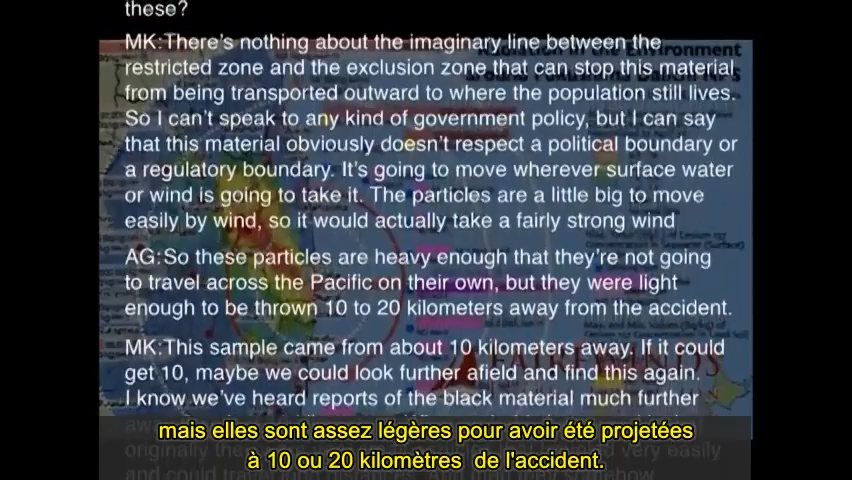 these?
MK:There's nothing about the imaginary line between the
restricted zone and the exclusion zone that can stop this material
from being transported outward to where the population still lives.
So I can't speak to any kind of government policy, but I can say
that this material obviously doesn't respect a political boundary or
a regulatory boundary. It's going to move wherever surface water
or wind is going to take it. The particles are a little big to move
easily by wind, so it would actually take a fairly strong wind
AG:So these particles are heavy enough that they're not going
to travel across the Pacific on their own, but they were light
enough to be thrown 10 to 20 kilometers away from the accident.
MK:This sample came from about 10 kilometers away. If it could
get 10, maybe we could look further afield and find this again.
I know we've heard reports of the black material much further
mais elles sont assez légères pour avoir été projetées
à 10 ou 20 kilomètres de l'accident.